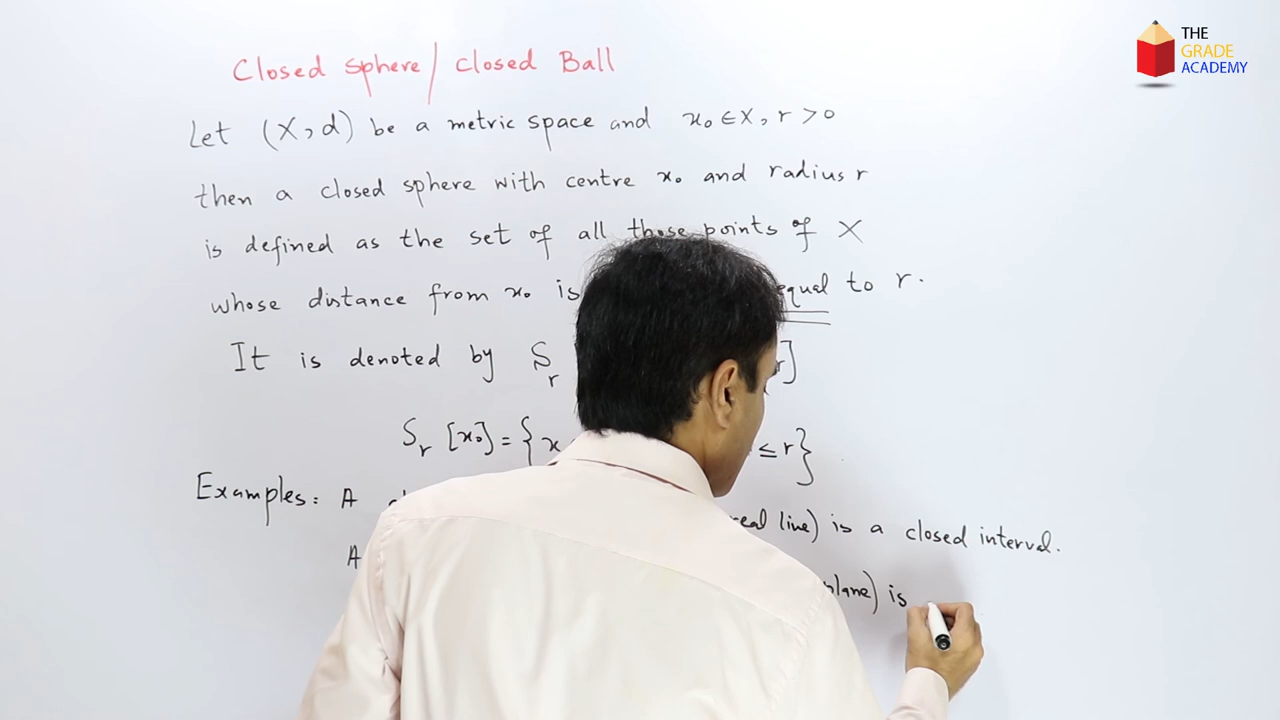 Closed Sphere/ Closed Ball
THE
GRADE
ACADEMY
Let (X, d) be a metric space and x₀ ∈ X, r > 0
then a closed sphere with centre x₀ and radius r
is defined as the set of all those points of X
whose distance from x₀ is equal to r.
It is denoted by Sr r]
Sr [x₀] = { x ≤ r}
Examples: A real line) is a closed interval.
A plane) is